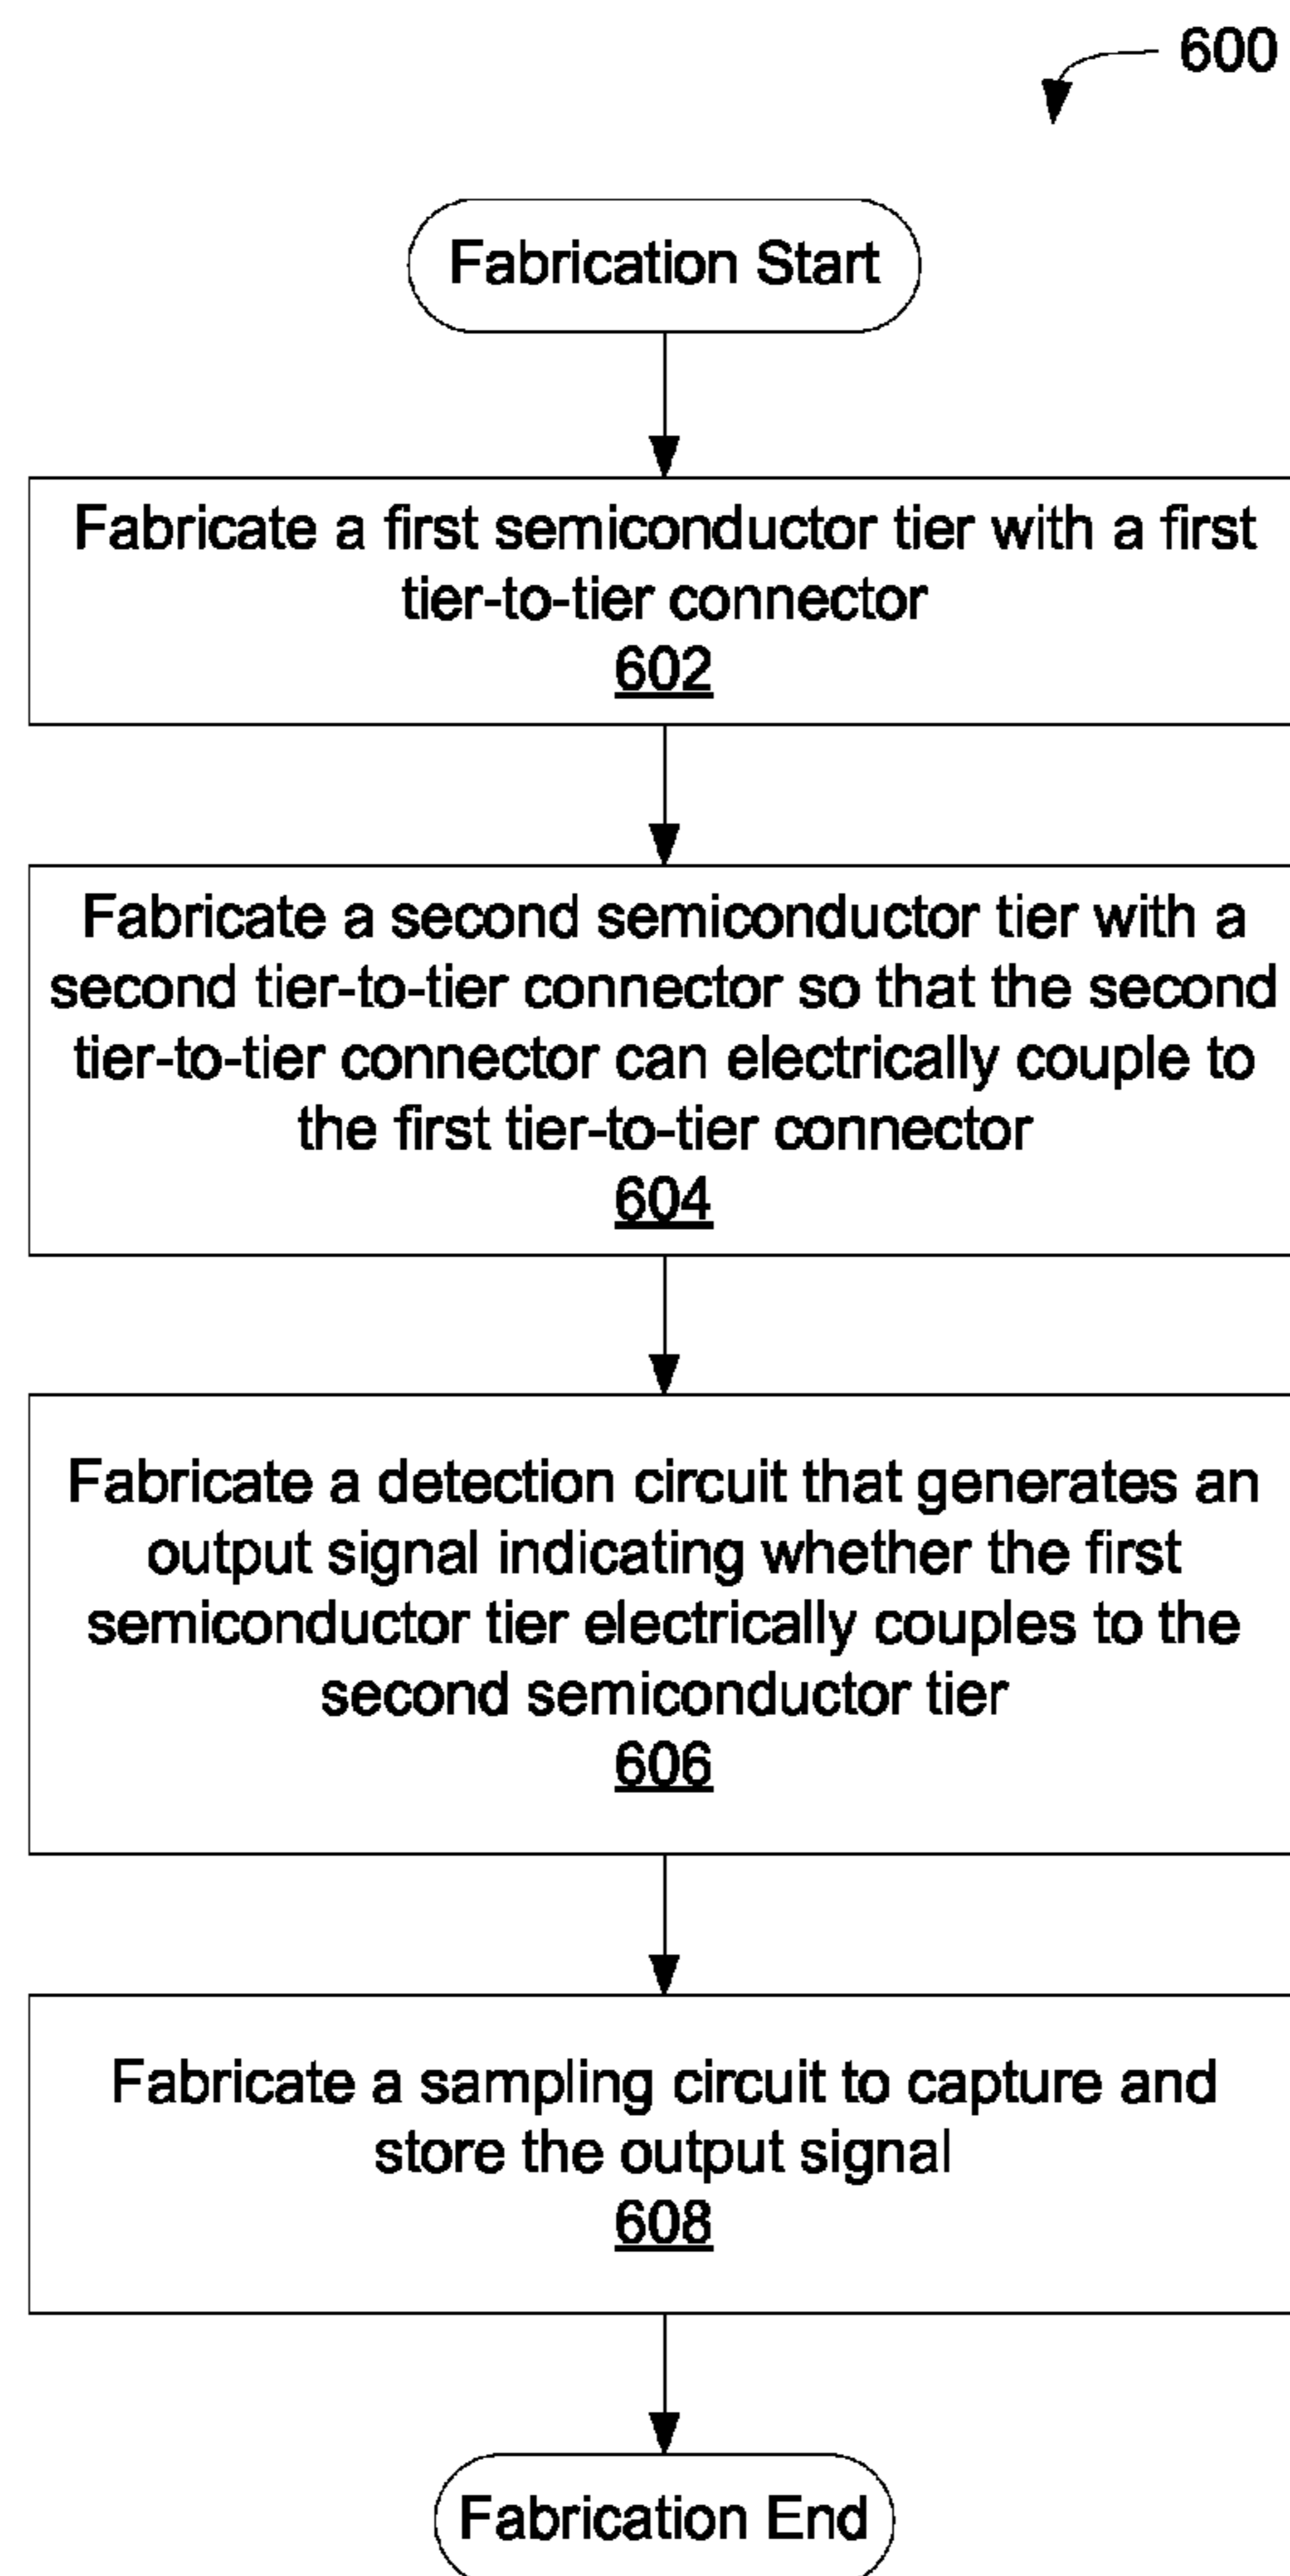 600
Fabrication Start
Fabricate a first semiconductor tier with a first
tier-to-tier connector
602
Fabricate a second semiconductor tier with a
second tier-to-tier connector so that the second
tier-to-tier connector can electrically couple to
the first tier-to-tier connector
604
Fabricate a detection circuit that generates an
output signal indicating whether the first
semiconductor tier electrically couples to the
second semiconductor tier
606
Fabricate a sampling circuit to capture and
store the output signal
608
Fabrication End